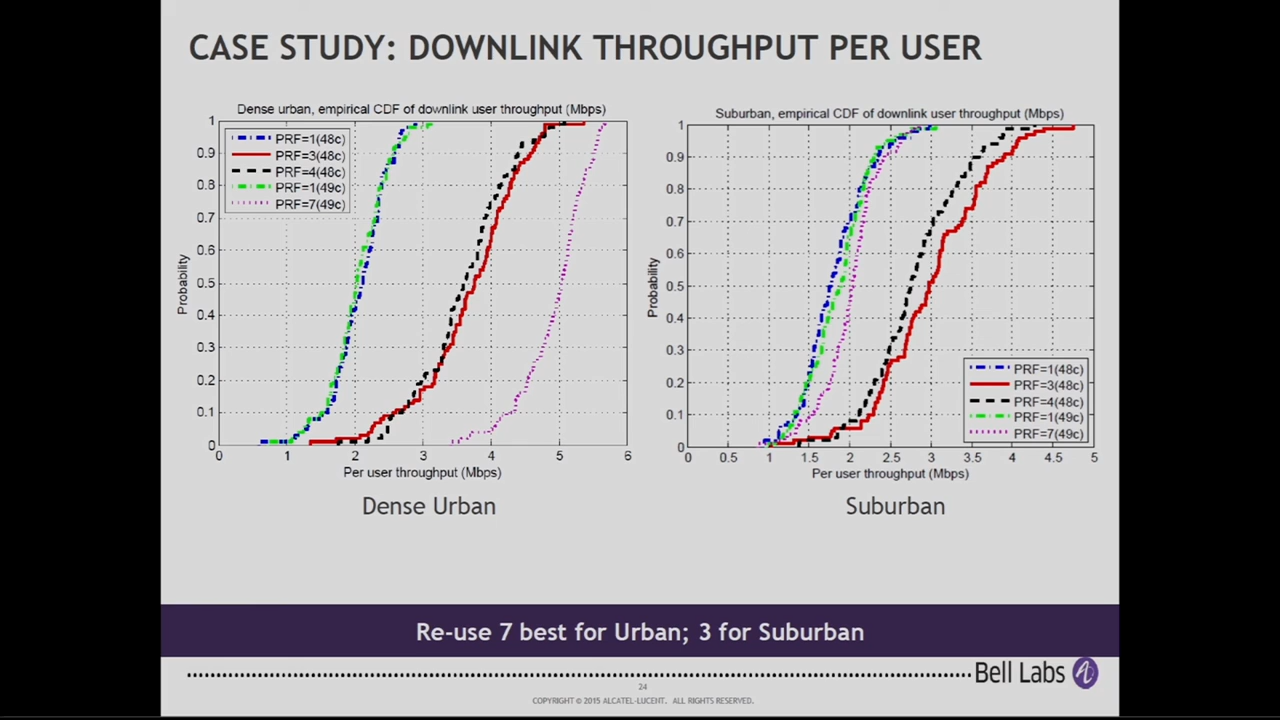 CASE STUDY: DOWNLINK THROUGHPUT PER USER
Dense urban, empirical CDF of downlink user throughput (Mbps)
1
0.9
0.8
0.7
0.6
0.5
0.4
0.3
0.2
0.1
0
Probability
PRF=1(48c)
PRF=3(48c)
PRF=4(48c)
PRF=1(49c)
PRF=7(49c)
0 1 2 3 4 5 6
Per user throughput (Mbps)
Dense Urban
Suburban, empirical CDF of downlink user throughput (Mbps)
1
0.9
0.8
0.7
0.6
0.5
0.4
0.3
0.2
0.1
0
Probability
PRF=1(48c)
PRF=3(48c)
PRF=4(48c)
PRF=1(49c)
PRF=7(49c)
0 0.5 1 1.5 2 2.5 3 3.5 4 4.5 5
Per user throughput (Mbps)
Suburban
Re-use 7 best for Urban; 3 for Suburban
Bell Labs
24
COPYRIGHT © 2015 ALCATEL-LUCENT. ALL RIGHTS RESERVED.